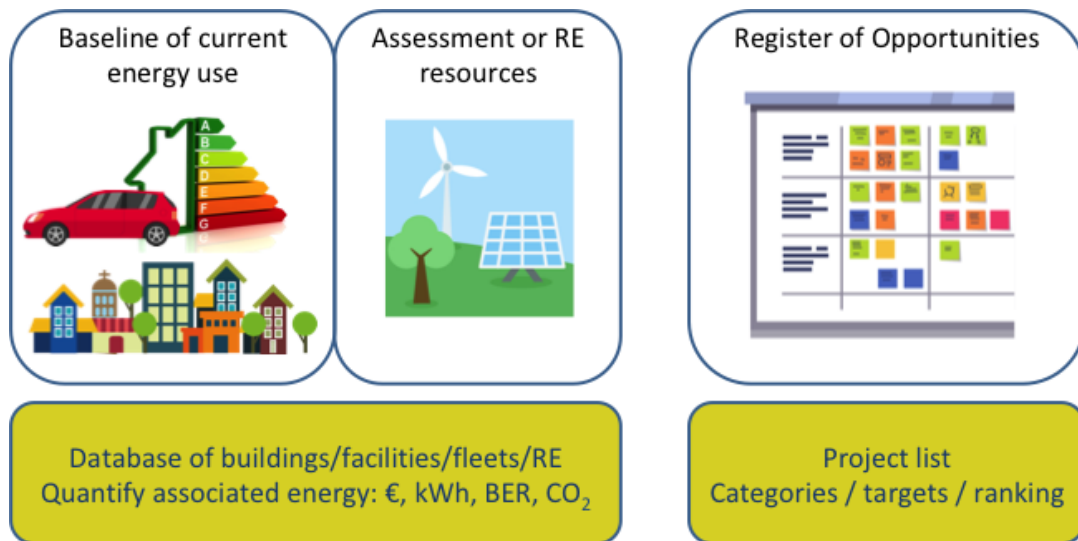 Baseline of current
energy use
Assessment or RE
resources
Register of Opportunities
A
B
C
D
E
F
G
G
Database of buildings/facilities/fleets/RE
Quantify associated energy: €, kWh, BER, CO₂
Project list
Categories / targets / ranking